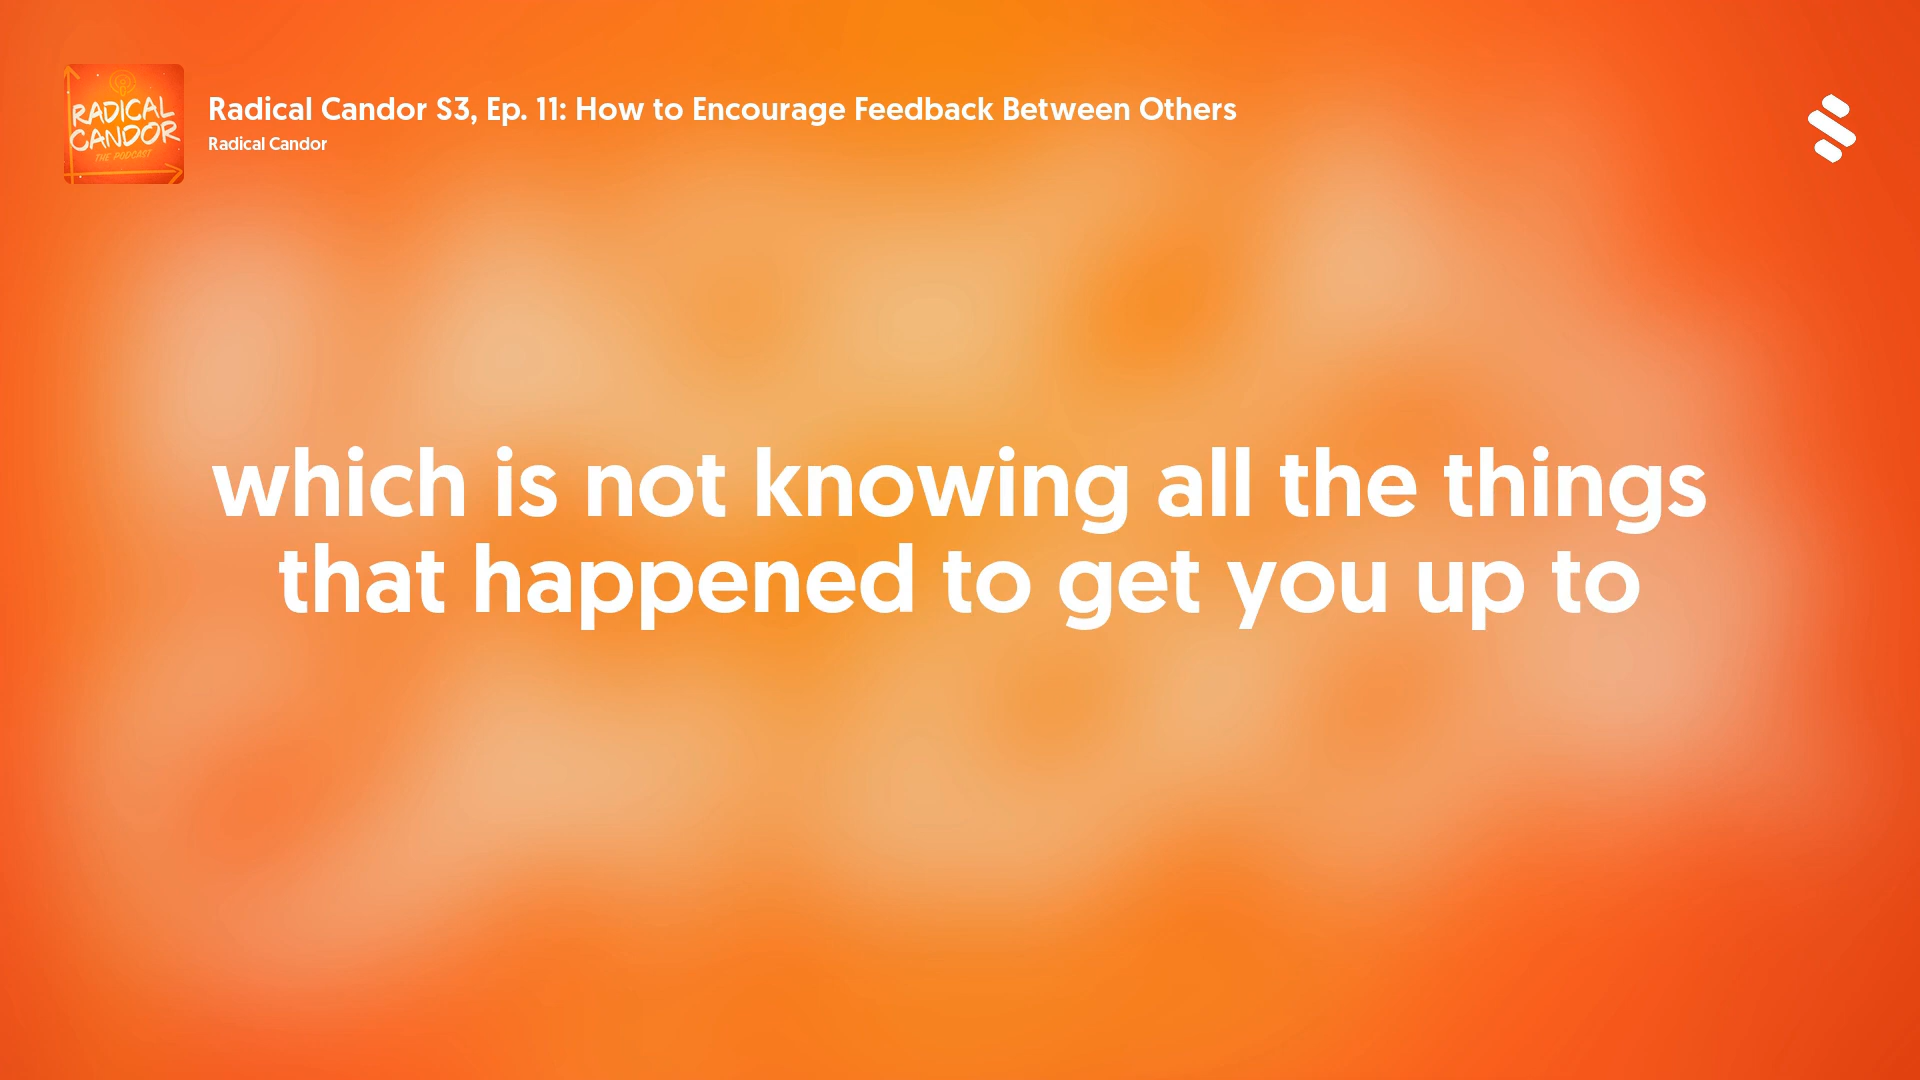 RADICAL
CANDOR
THE PODCAST
Radical Candor S3, Ep. 11: How to Encourage Feedback Between Others
Radical Candor
which is not knowing all the things
that happened to get you up to